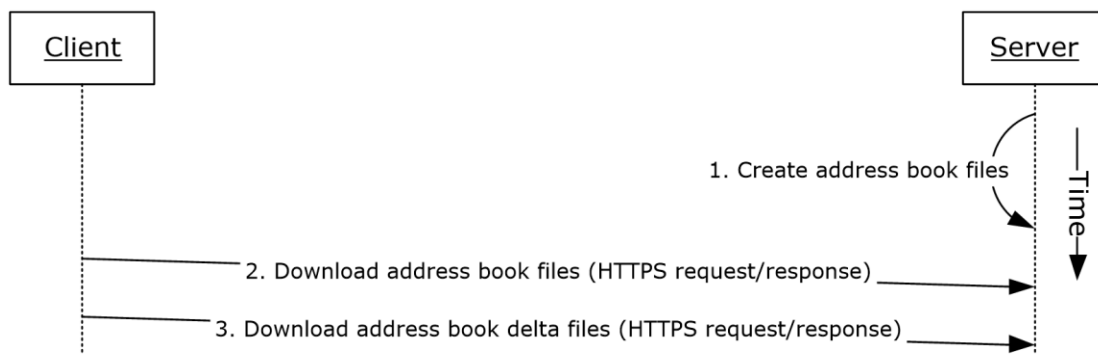 Client
Server
1. Create address book files
Time
2. Download address book files (HTTPS request/response)
3. Download address book delta files (HTTPS request/response)